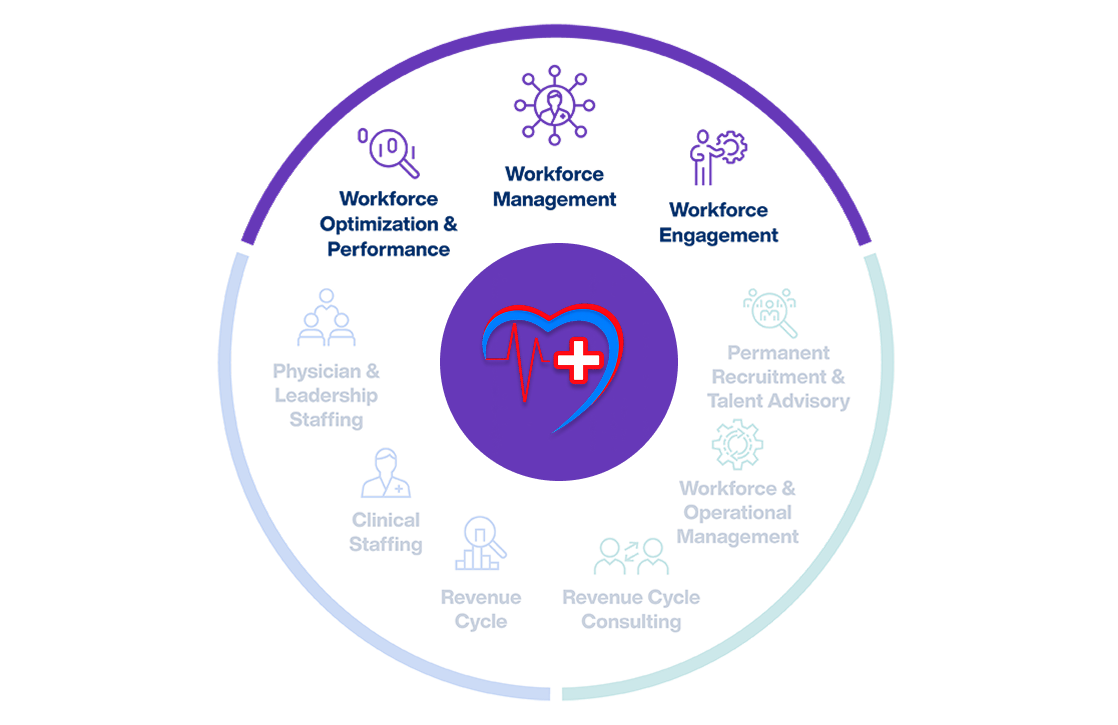 Workforce
Management
Workforce
Optimization &
Performance
Workforce
Engagement
Physician &
Leadership
Staffing
Permanent
Recruitment &
Talent Advisory
Clinical
Staffing
Workforce &
Operational
Management
Revenue
Cycle
Revenue Cycle
Consulting